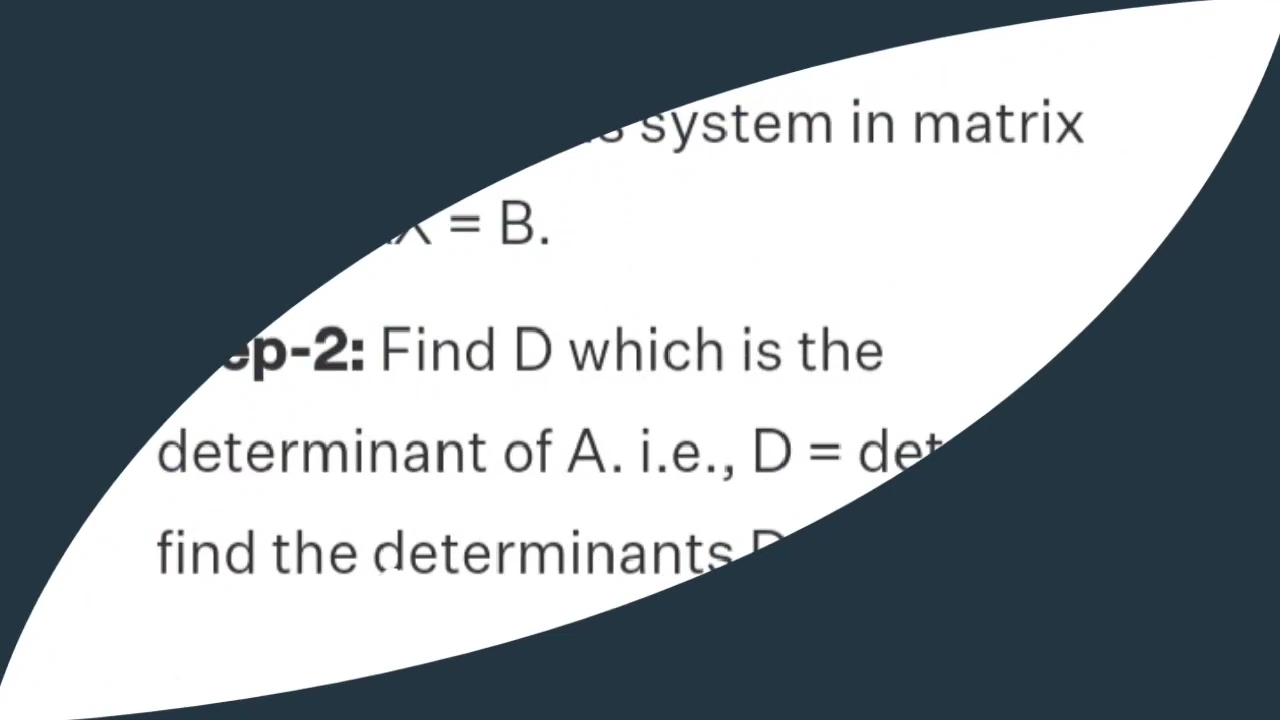 system in matrix
= B.
Find D which is the
determinant of A. i.e., D =
find the determinants